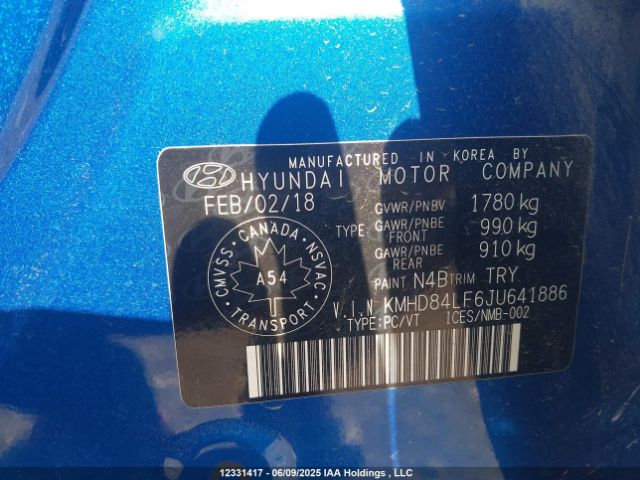 MANUFACTURED IN KOREA BY
HYUNDAI MOTOR COMPANY
FEB/02/18
GVWR/PNBV 1780 kg
TYPE GAWR/PNBE FRONT 990 kg
GAWR/PNBE REAR 910 kg
PAINT N4B TRIM TRY
V.I.N KMHD84LF6JU641886
TYPE:PC/VT ICES/NMB-002
CMVSS · CANADA · NSVAC
A54
TRANSPORT
12331417 - 06/09/2025 IAA Holdings , LLC